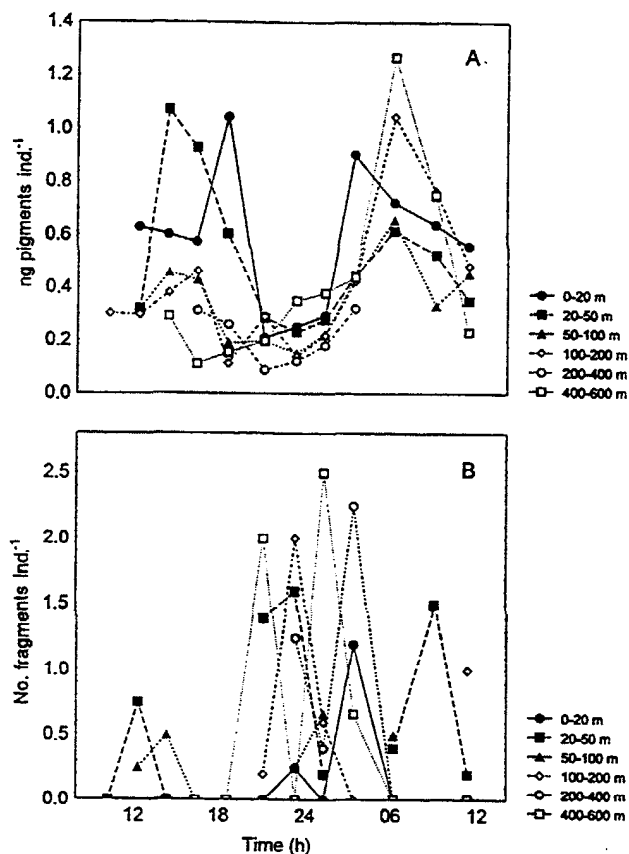 A
1.4
1.2
1.0
0.8
0.6
0.4
0.2
0.0
ng pigments ind.-1
0-20 m
20-50 m
50-100 m
100-200 m
200-400 m
400-600 m
B
2.5
2.0
1.5
1.0
0.5
0.0
No. fragments Ind.-1
12 18 24 06 12
Time (h)
0-20 m
20-50 m
50-100 m
100-200 m
200-400 m
400-600 m